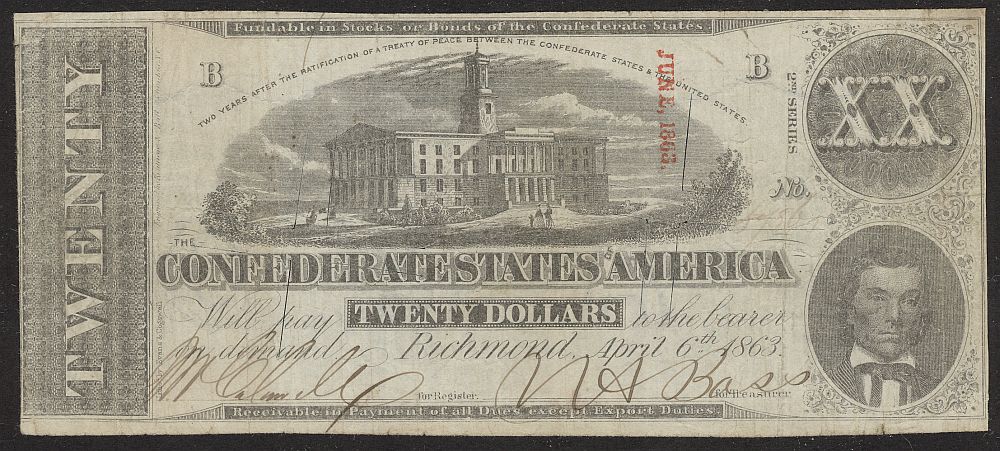 Fundable in Stocks or Bonds of the Confederate States
TWO YEARS AFTER THE RATIFICATION OF A TREATY OF PEACE BETWEEN THE CONFEDERATE STATES & THE UNITED STATES
B
B
JUNE, 1863.
2ND SERIES
XX
TWENTY
No.
THE
CONFEDERATE STATES OF AMERICA
Will pay TWENTY DOLLARS to the bearer
on demand Richmond, April 6th 1863.
for Register.
for Treasurer
Receivable in Payment of all Dues except Export Duties.